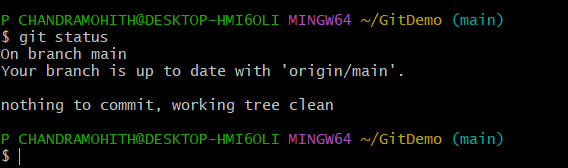 P CHANDRAMOHITH@DESKTOP-HMI6OLI MINGW64 ~/GitDemo (main)
$ git status
On branch main
Your branch is up to date with 'origin/main'.
nothing to commit, working tree clean
P CHANDRAMOHITH@DESKTOP-HMI6OLI MINGW64 ~/GitDemo (main)
$